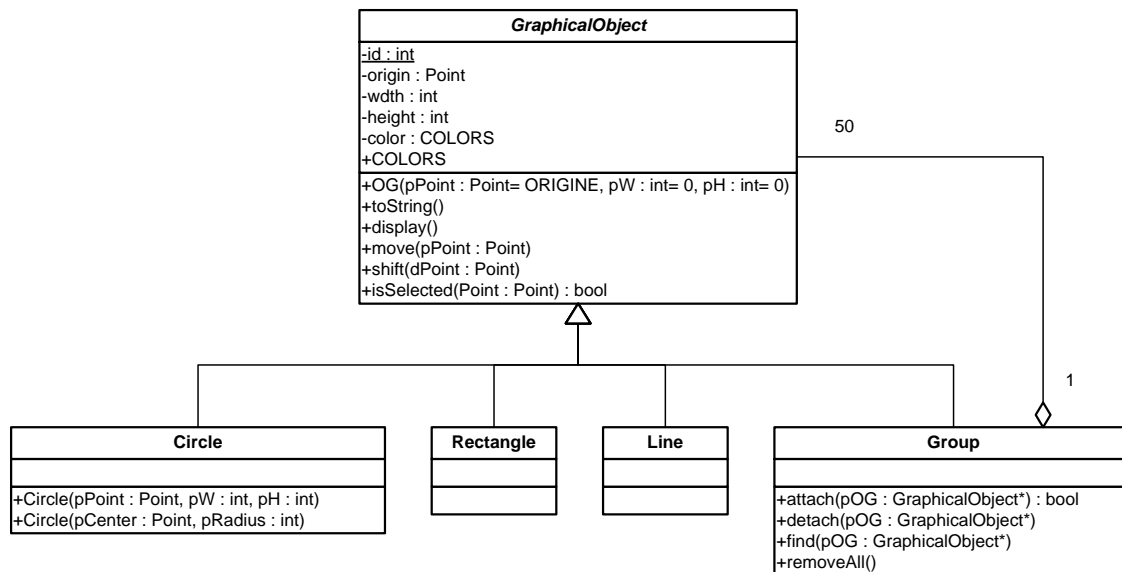 GraphicalObject
-id : int
-origin : Point
-wdth : int
-height : int
-color : COLORS
+COLORS
+OG(pPoint : Point= ORIGINE, pW : int= 0, pH : int= 0)
+toString()
+display()
+move(pPoint : Point)
+shift(dPoint : Point)
+isSelected(Point : Point) : bool
50
1
Circle
+Circle(pPoint : Point, pW : int, pH : int)
+Circle(pCenter : Point, pRadius : int)
Rectangle
Line
Group
+attach(pOG : GraphicalObject*) : bool
+detach(pOG : GraphicalObject*)
+find(pOG : GraphicalObject*)
+removeAll()